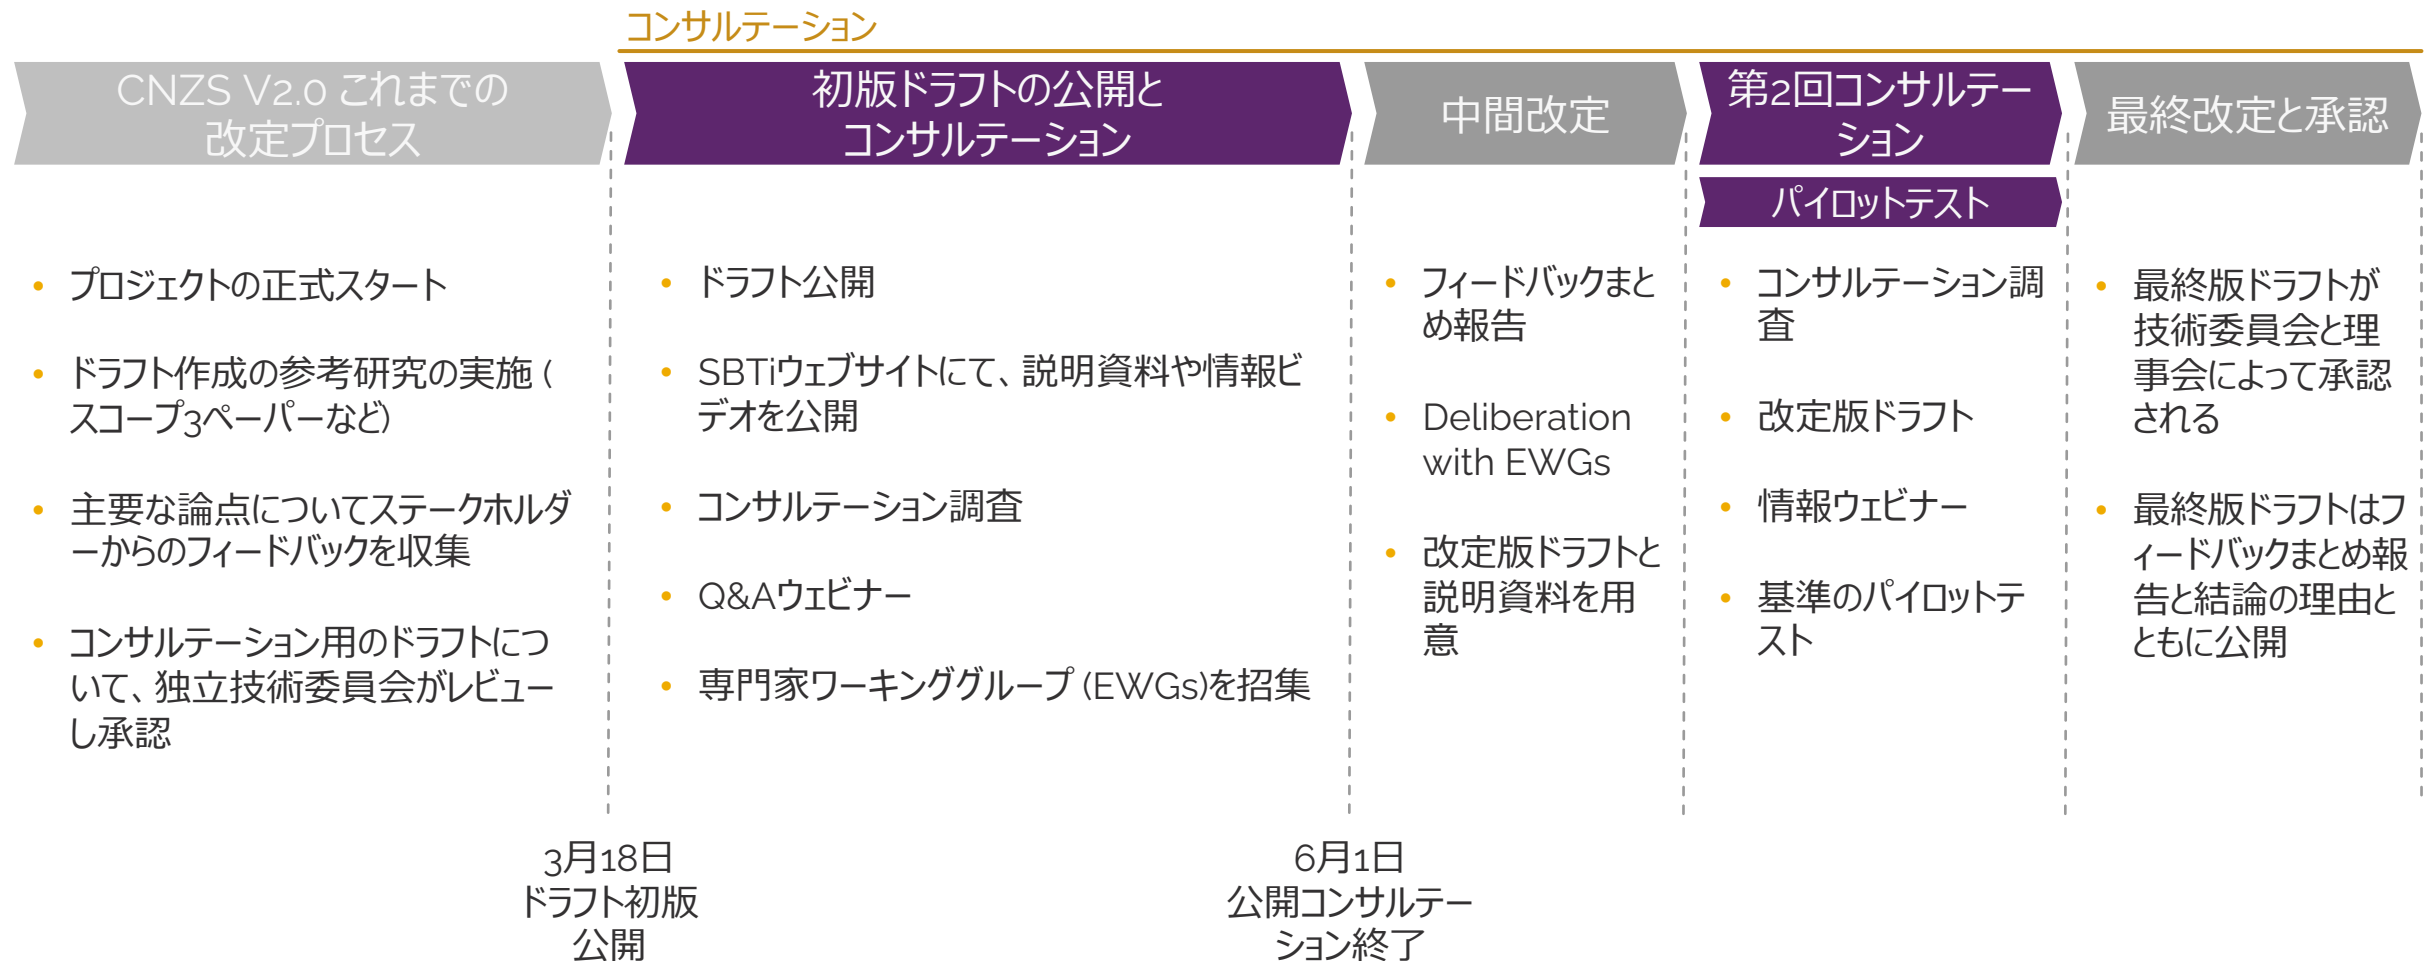 コンサルテーション
CNZS V2.0 これまでの
改定プロセス
初版ドラフトの公開と
コンサルテーション
中間改定
第2回コンサルテー
ション
最終改定と承認
パイロットテスト
• プロジェクトの正式スタート
• ドラフト作成の参考研究の実施 (
スコープ3ペーパーなど)
• 主要な論点についてステークホルダ
ーからのフィードバックを収集
• コンサルテーション用のドラフトにつ
いて、独立技術委員会がレビュー
し承認
• ドラフト公開
• SBTiウェブサイトにて、説明資料や情報ビ
デオを公開
• コンサルテーション調査
• Q&Aウェビナー
• 専門家ワーキンググループ (EWGs)を招集
• フィードバックまと
め報告
• Deliberation
with EWGs
• 改定版ドラフトと
説明資料を用
意
• コンサルテーション調
査
• 改定版ドラフト
• 情報ウェビナー
• 基準のパイロットテ
スト
• 最終版ドラフトが
技術委員会と理
事会によって承認
される
• 最終版ドラフトはフ
ィードバックまとめ報
告と結論の理由と
ともに公開
3月18日
ドラフト初版
公開
6月1日
公開コンサルテー
ション終了